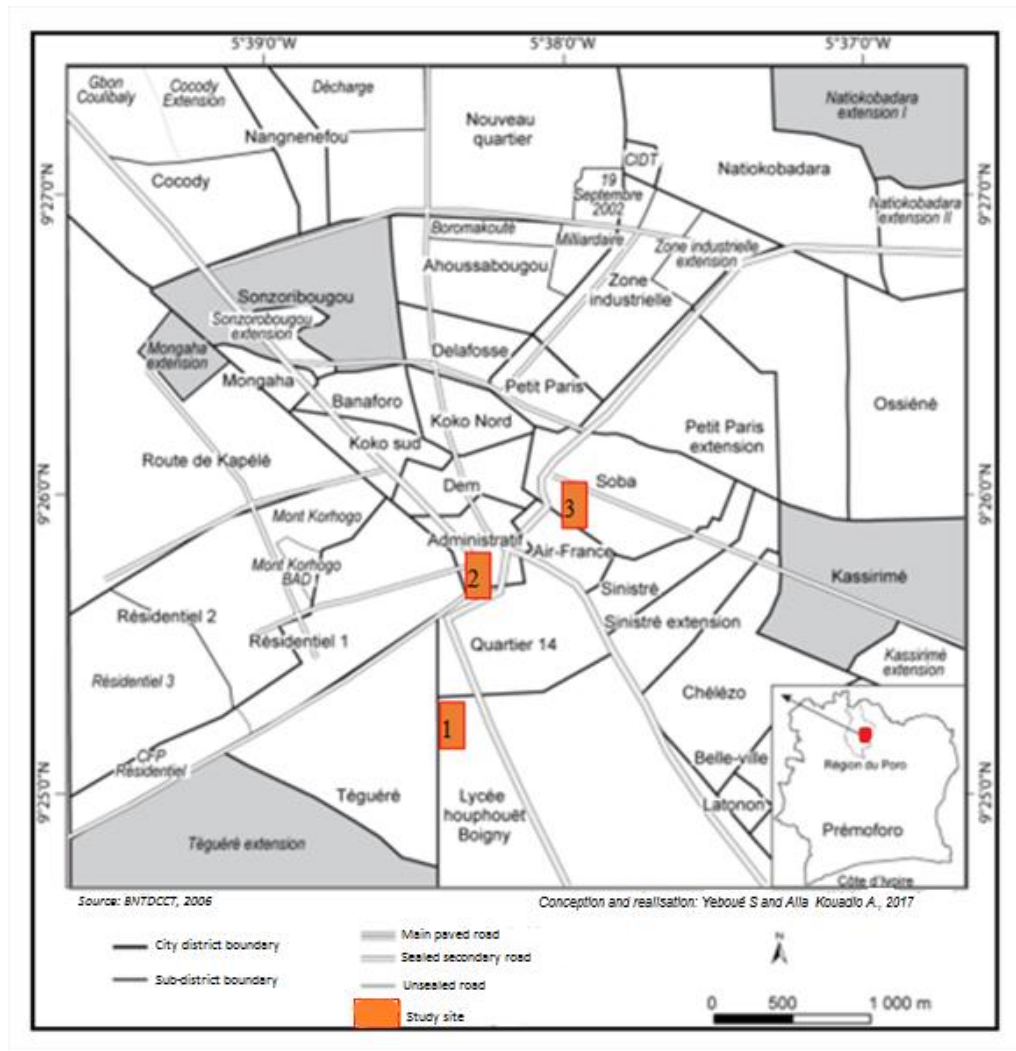 5°39'0"W
5°38'0"W
5°37'0"W
Gbon
Coulibaly
Cocody
Extension
Décharge
Nangnenefou
Nouveau
quartier
Natiokobadara
extension I
CIDT
Natiokobadara
Cocody
19
Septembre
2002
9°27'0"N
9°27'0"N
Natiokobadara
extension II
Boromakouté
Milliardaire
Zone industrielle
extension
Ahoussabougou
Zone
industrielle
Sonzoribougou
Sonzorobougou
extension
Mongaha
extension
Delafosse
Mongaha
Petit Paris
Banaforo
Ossiéné
Koko Nord
Petit Paris
extension
Koko sud
Route de Kapélé
Dem
Soba
9°26'0"N
9°26'0"N
3
Mont Korhogo
Administratif
Air-France
Mont Korhogo
BAD
2
Kassirimé
Sinistré
Résidentiel 2
Sinistré extension
Résidentiel 1
Quartier 14
Kassirimé
extension
Résidentiel 3
Chélézo
1
CFP
Résidentiel
Belle-ville
Région du Poro
Tèguéré
Lycée
houphouët
Boigny
Latonon
9°25'0"N
9°25'0"N
Prémoforo
Tèguéré extension
Côte d'Ivoire
Source: BNTDCCT, 2006
Conception and realisation: Yeboué S and Alla Kouadio A., 2017
City district boundary
Sub-district boundary
Main paved road
Sealed secondary road
Unsealed road
Study site
N
0 500 1 000 m